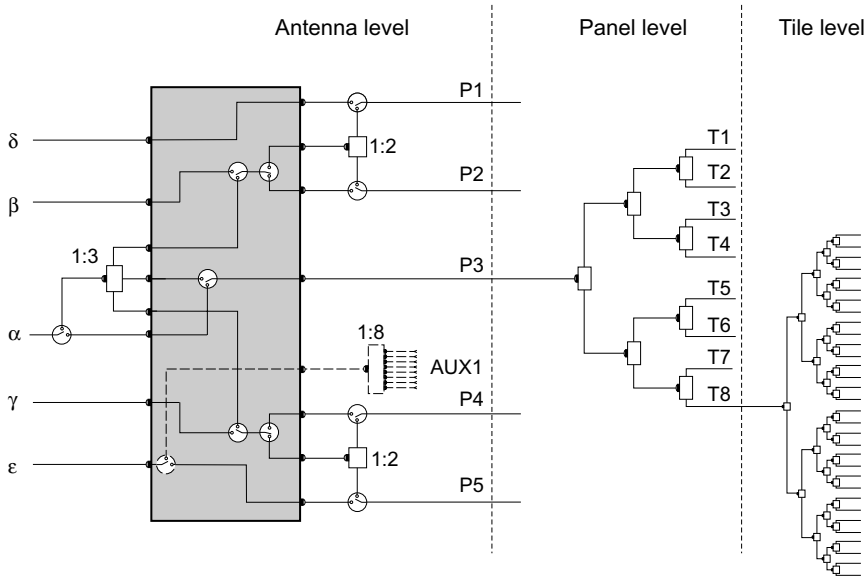 Antenna level
Panel level
Tile level
P1
δ
1:2
T1
T2
P2
β
T3
T4
1:3
P3
T5
α
T6
1:8
AUX1
T7
γ
P4
T8
1:2
ε
P5